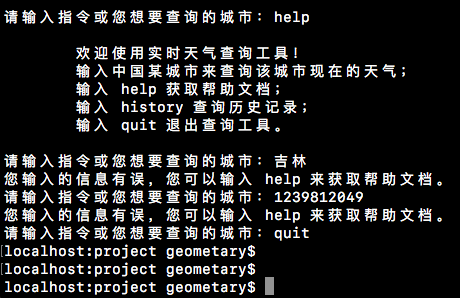 请输入指令或您想要查询的城市：help
欢迎使用实时天气查询工具！
输入中国某城市来查询该城市现在的天气；
输入 help 获取帮助文档；
输入 history 查询历史记录；
输入 quit 退出查询工具。
请输入指令或您想要查询的城市：吉林
您输入的信息有误，您可以输入 help 来获取帮助文档。
请输入指令或您想要查询的城市：1239812049
您输入的信息有误，您可以输入 help 来获取帮助文档。
请输入指令或您想要查询的城市：quit
[localhost:project geometary$
[localhost:project geometary$
localhost:project geometary$